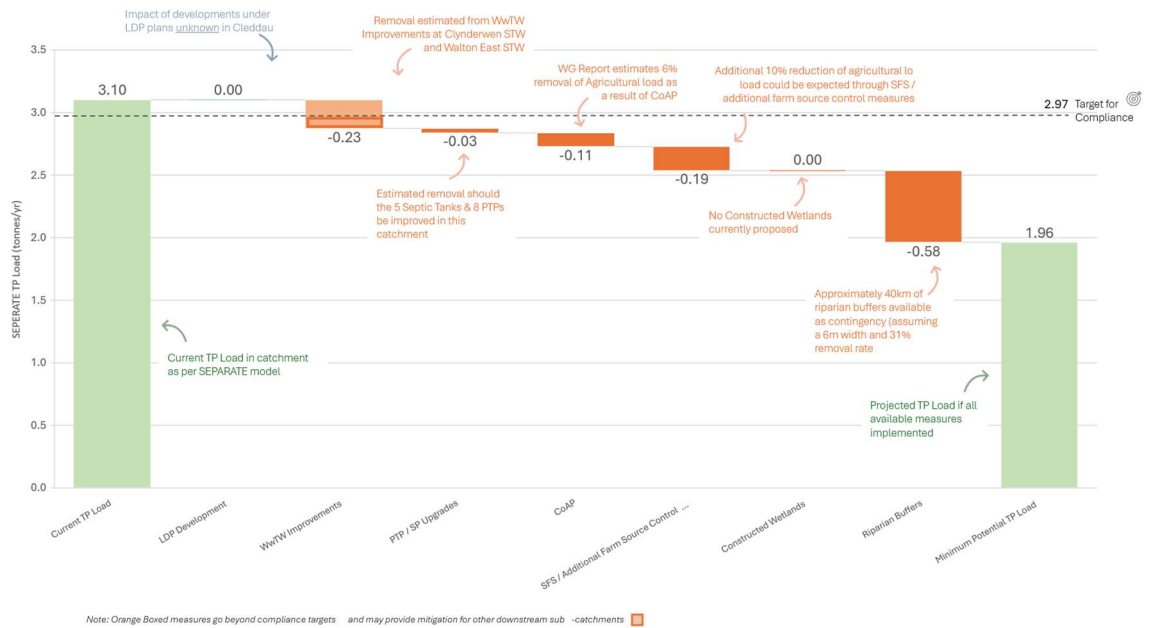 Impact of developments under
LDP plans unknown in Cleddau
Removal estimated from WwTW
Improvements at Clynderwen STW
and Walton East STW
WG Report estimates 6%
removal of Agricultural load as
a result of CoAP
Additional 10% reduction of agricultural lo
load could be expected through SFS /
additional farm source control measures
2.97 Target for
Compliance
SEPERATE TP Load (tonnes/yr)
3.5
3.0
2.5
2.0
1.5
1.0
0.5
0.0
3.10
0.00
-0.23
-0.03
-0.11
-0.19
0.00
-0.58
1.96
Estimated removal should
the 5 Septic Tanks & 8 PTPs
be improved in this
catchment
No Constructed Wetlands
currently proposed
Approximately 40km of
riparian buffers available
as contingency (assuming
a 6m width and 31%
removal rate
Current TP Load in catchment
as per SEPARATE model
Projected TP Load if all
available measures
implemented
Current TP Load
LDP Development
WwTW Improvements
PTP / SP Upgrades
CoAP
SFS / Additional Farm Source Control ...
Constructed Wetlands
Riparian Buffers
Minimum Potential TP Load
Note: Orange Boxed measures go beyond compliance targets and may provide mitigation for other downstream sub -catchments